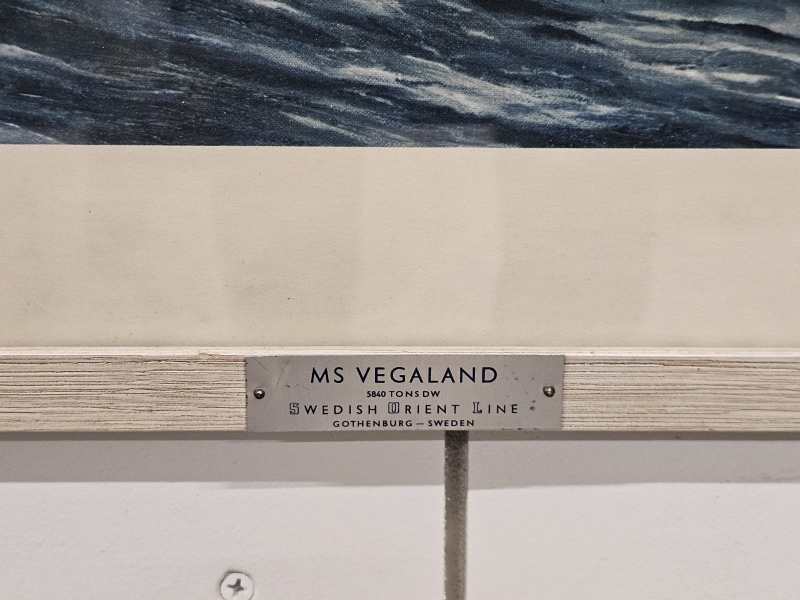 MS VEGALAND
5840 TONS DW
SWEDISH ORIENT LINE
GOTHENBURG — SWEDEN